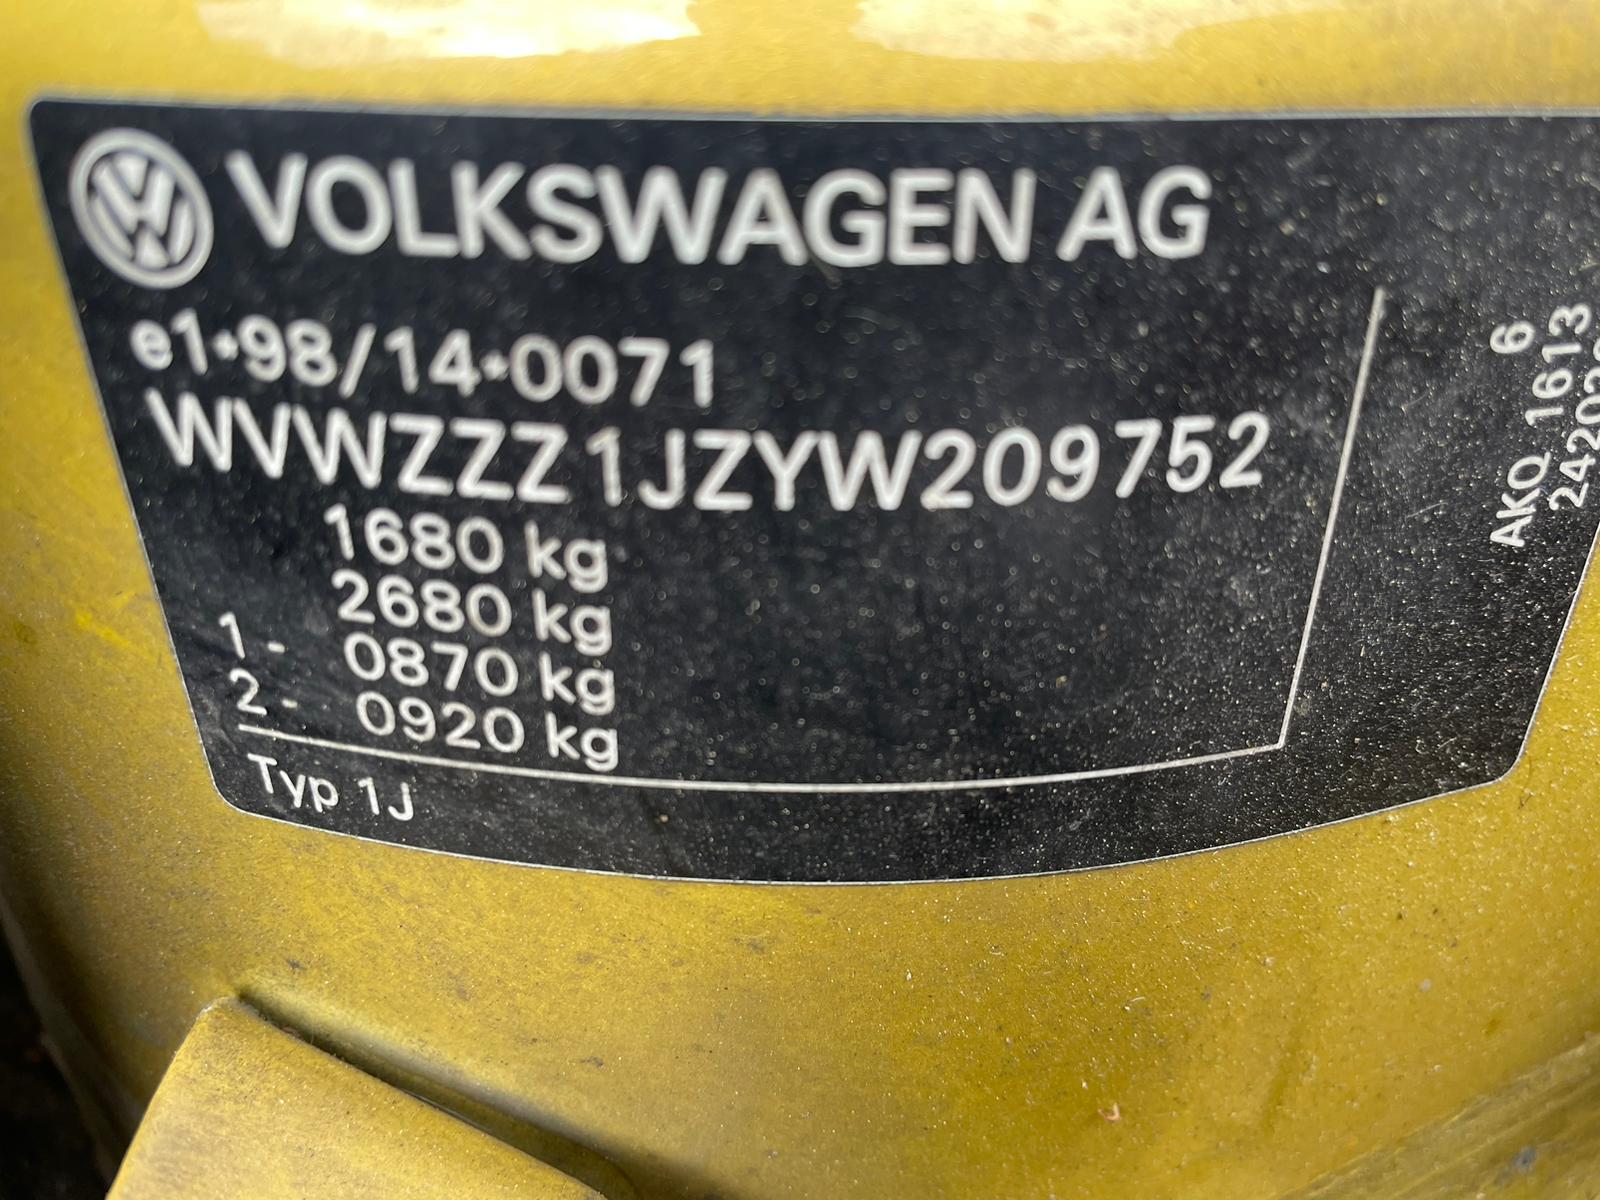 VOLKSWAGEN AG
e1*98/14*0071
WVWZZZ1JZYW209752
1680 kg
2680 kg
1 - 0870 kg
2 - 0920 kg
Typ 1J
AKQ 1613 6